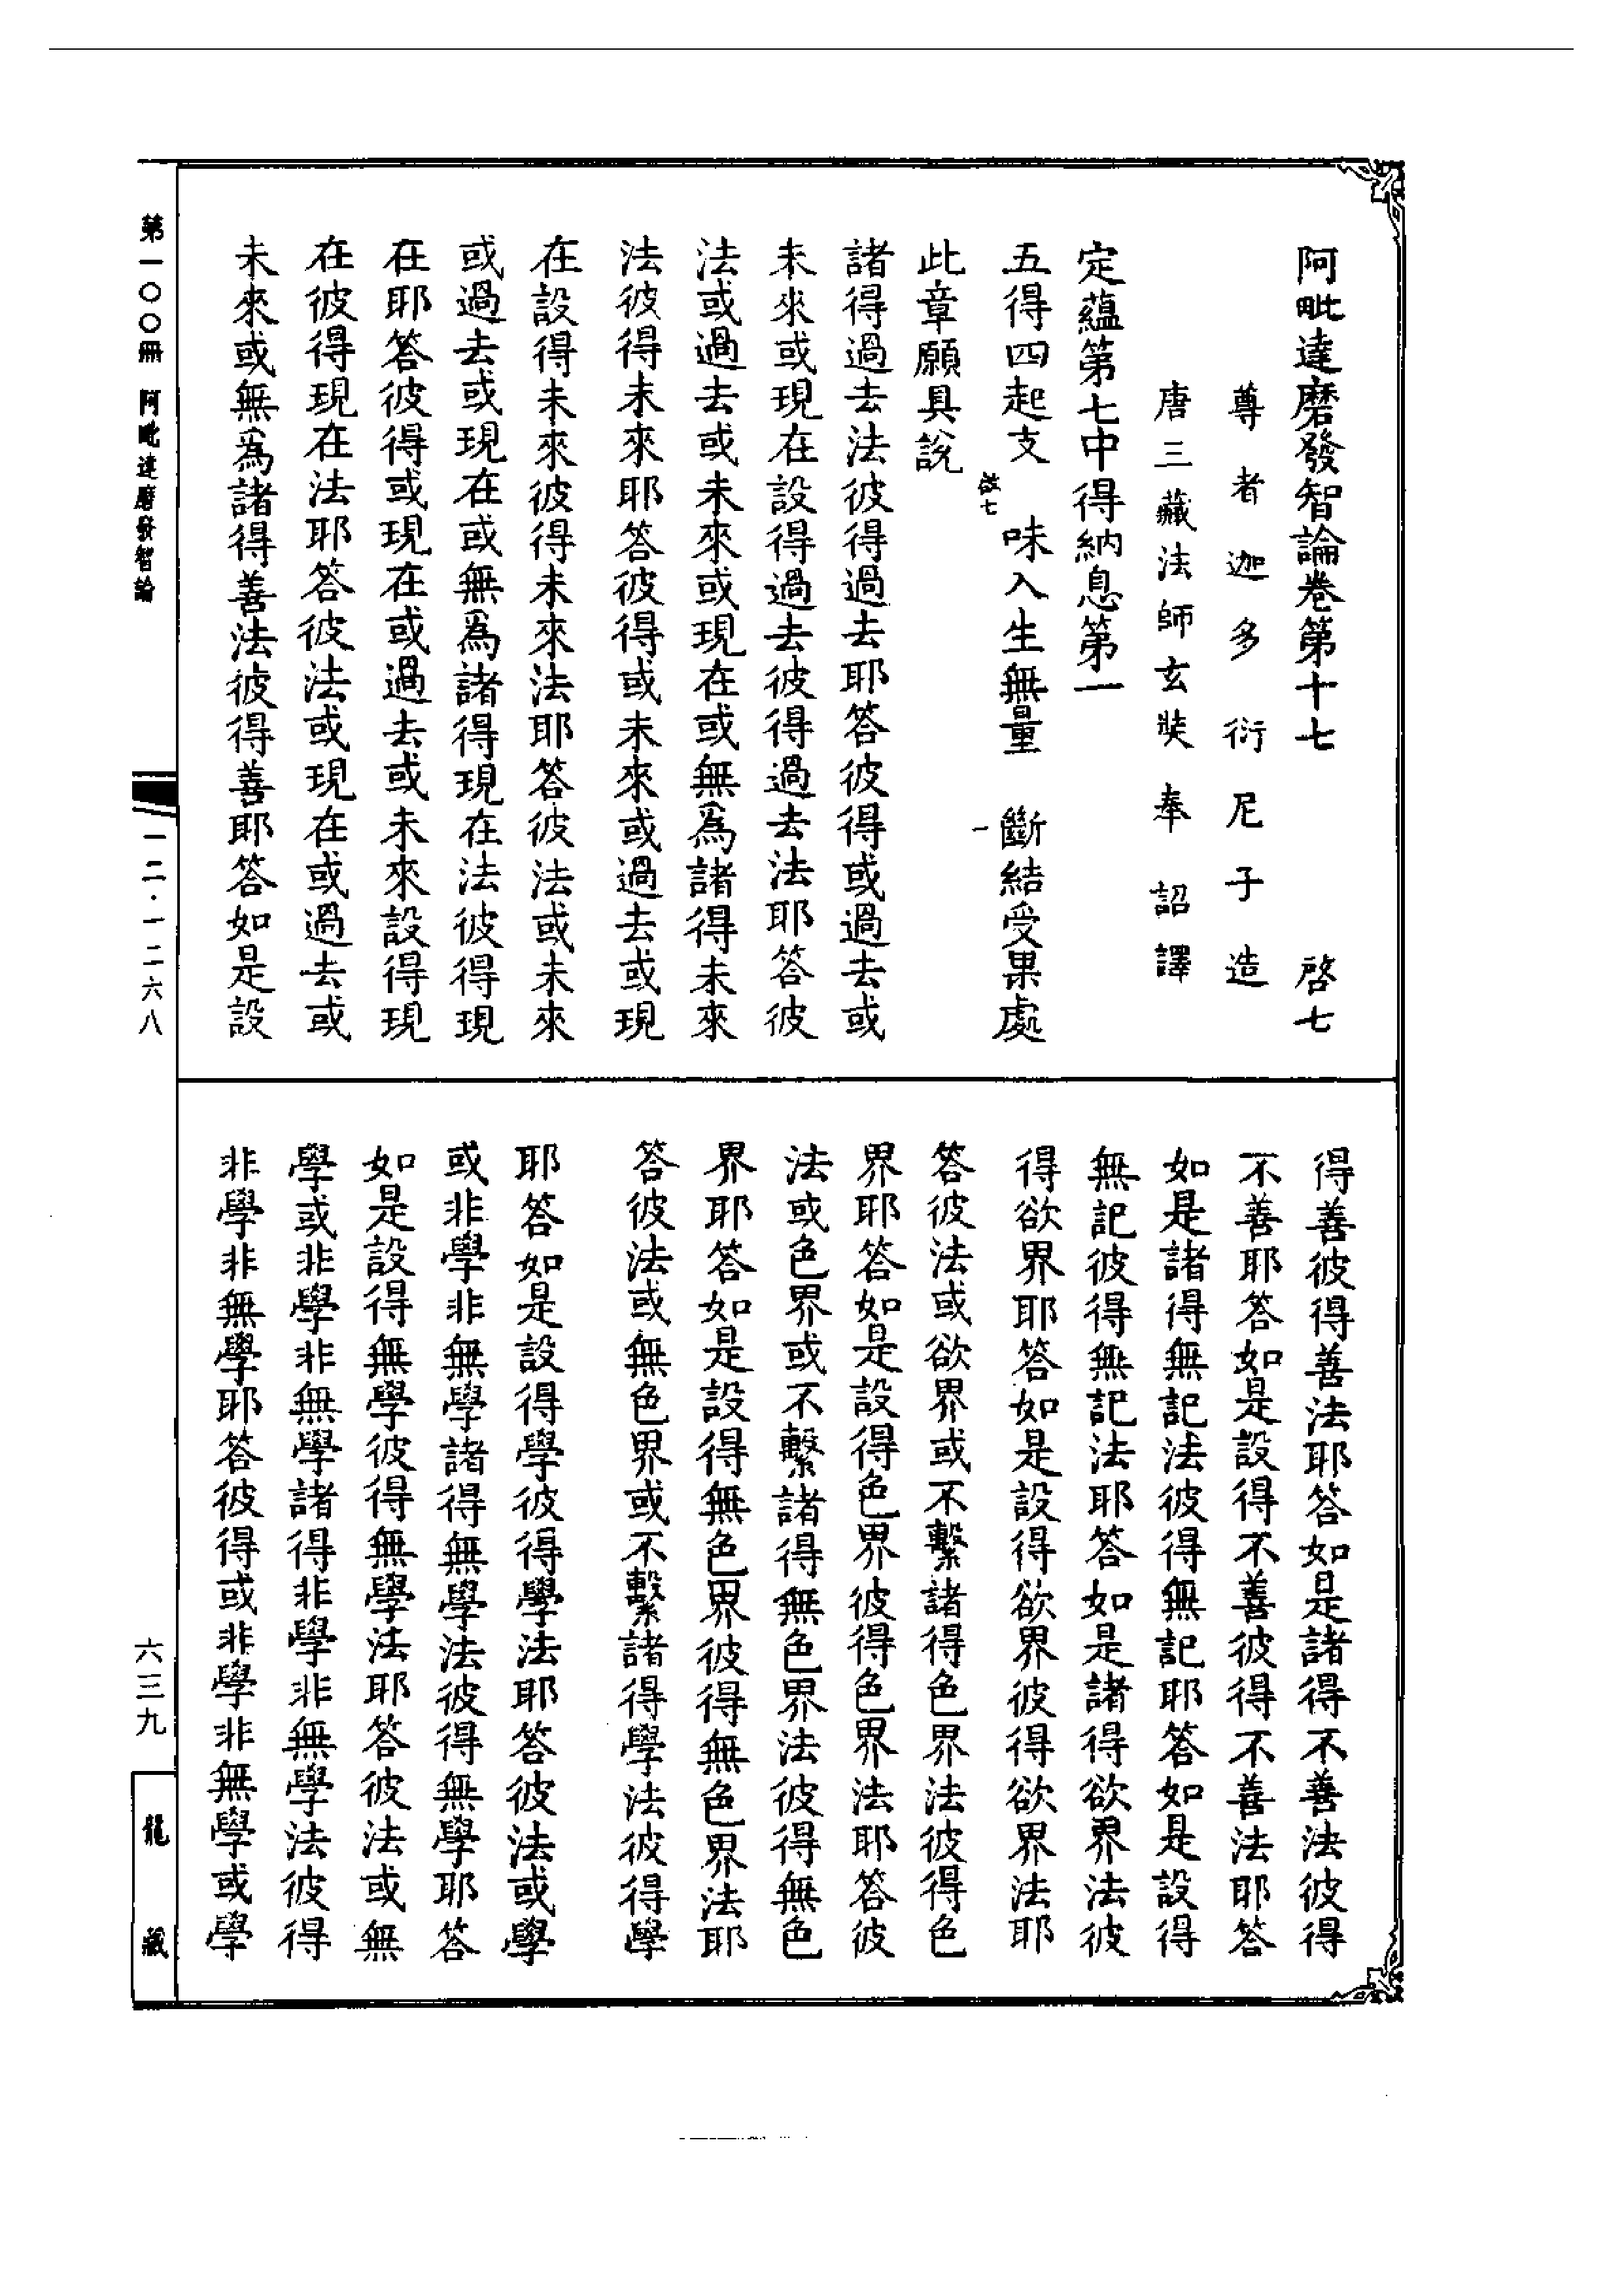 阿毗達磨發智論卷第十七　啓七
尊者迦多衍尼子造
唐三藏法師玄奘奉詔譯
定蘊第七中得納息第一
五得四起支　味入生無量　斷結受果處
啓七　一
此章願具說
諸得過去法彼得過去耶答彼得或過去或
未來或現在設得過去彼得過去法耶答彼
法或過去或未來或現在或無為諸得未來
法彼得未來耶答彼得或未來或過去或現
在設得未來彼得未來法耶答彼法或未來
或過去或現在或無為諸得現在法彼得現
在耶答彼得或現在或過去或未來設得現
在彼得現在法耶答彼法或現在或過去或
未來或無為諸得善法彼得善耶答如是設
得善彼得善法耶答如是諸得不善法彼得
不善耶答如是設得不善彼得不善法耶答
如是諸得無記法彼得無記耶答如是設得
無記彼得無記法耶答如是諸得欲界法彼
得欲界耶答如是設得欲界彼得欲界法耶
答彼法或欲界或不繫諸得色界法彼得色
界耶答如是設得色界彼得色界法耶答彼
法或色界或不繫諸得無色界法彼得無色
界耶答如是設得無色界彼得無色界法耶
答彼法或無色界或不繫諸得學法彼得學
耶答如是設得學彼得學法耶答彼法或學
或非學非無學諸得無學法彼得無學耶答
如是設得無學彼得無學法耶答彼法或無
學或非學非無學諸得非學非無學法彼得
非學非無學耶答彼得或非學非無學或學
第一〇〇冊　阿毗達磨發智論
一二·一二六八
六三九
龍藏